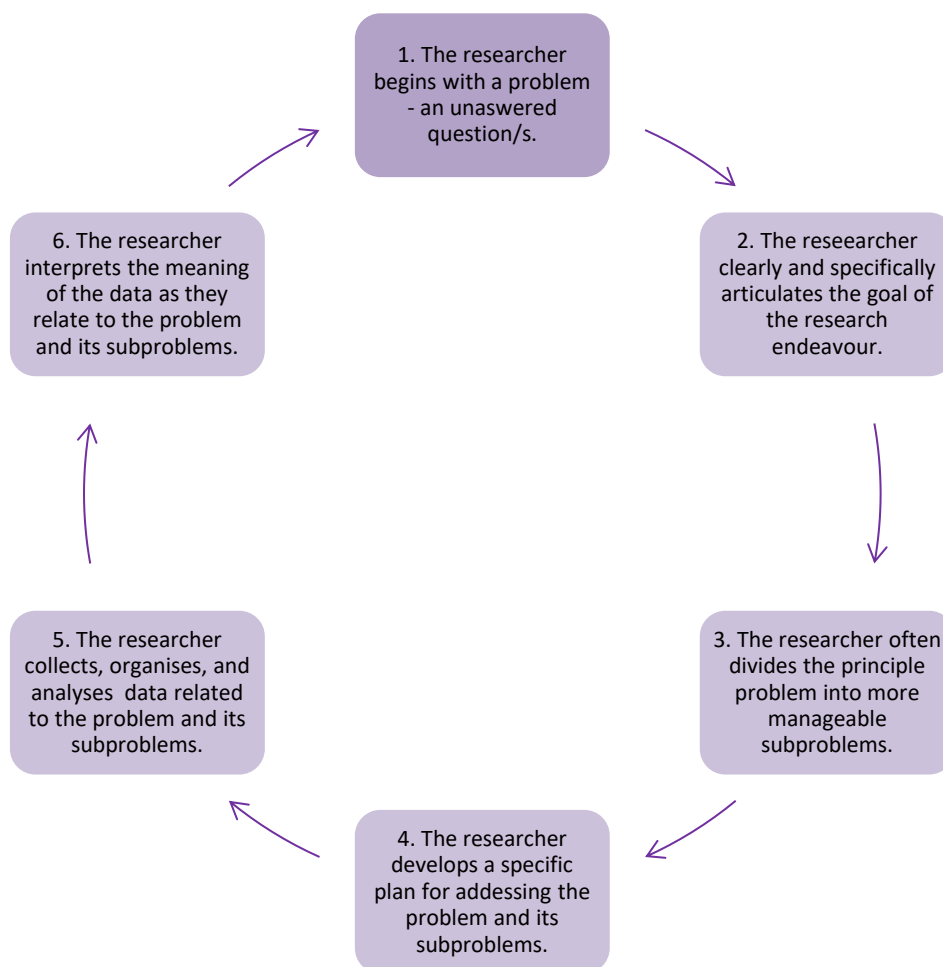 1. The researcher
begins with a problem
- an unaswered
question/s.
2. The reseearcher
clearly and specifically
articulates the goal of
the research
endeavour.
3. The researcher often
divides the principle
problem into more
manageable
subproblems.
4. The researcher
develops a specific
plan for addressing the
problem and its
subproblems.
5. The researcher
collects, organises, and
analyses  data related
to the problem and its
subproblems.
6. The researcher
interprets the meaning
of the data as they
relate to the problem
and its subproblems.